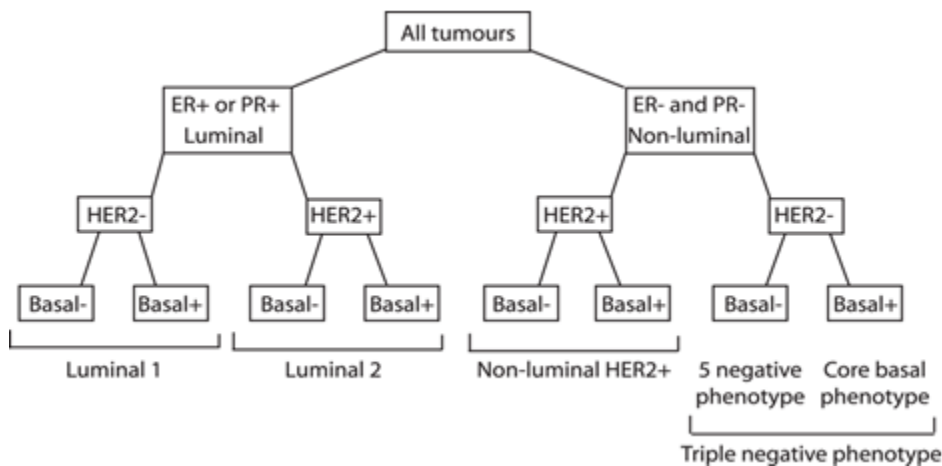 All tumours
ER+ or PR+
Luminal
ER- and PR-
Non-luminal
HER2-
HER2+
HER2+
HER2-
Basal-
Basal+
Basal-
Basal+
Basal-
Basal+
Basal-
Basal+
Luminal 1
Luminal 2
Non-luminal HER2+
5 negative
phenotype
Core basal
phenotype
Triple negative phenotype